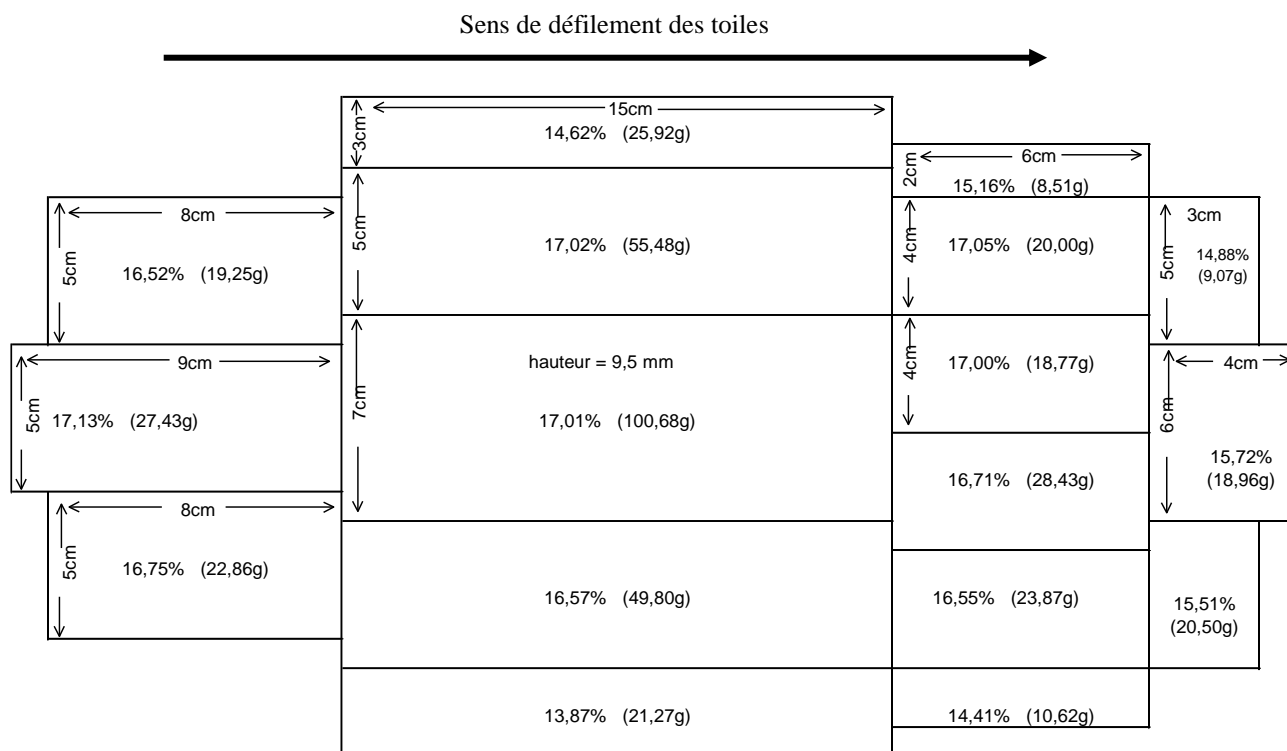 Sens de défilement des toiles
15cm
3cm
14,62% (25,92g)
6cm
2cm
15,16% (8,51g)
8cm
5cm
16,52% (19,25g)
5cm
17,02% (55,48g)
4cm
17,05% (20,00g)
3cm
5cm
14,88%
(9,07g)
9cm
5cm
17,13% (27,43g)
hauteur = 9,5 mm
7cm
17,01% (100,68g)
4cm
17,00% (18,77g)
4cm
6cm
15,72%
(18,96g)
16,71% (28,43g)
8cm
5cm
16,75% (22,86g)
16,57% (49,80g)
16,55% (23,87g)
15,51%
(20,50g)
13,87% (21,27g)
14,41% (10,62g)